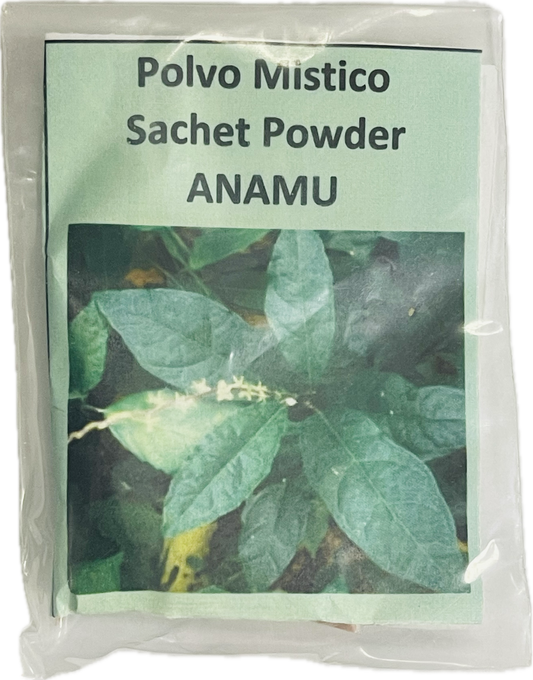 Polvo Mistico
Sachet Powder
ANAMU